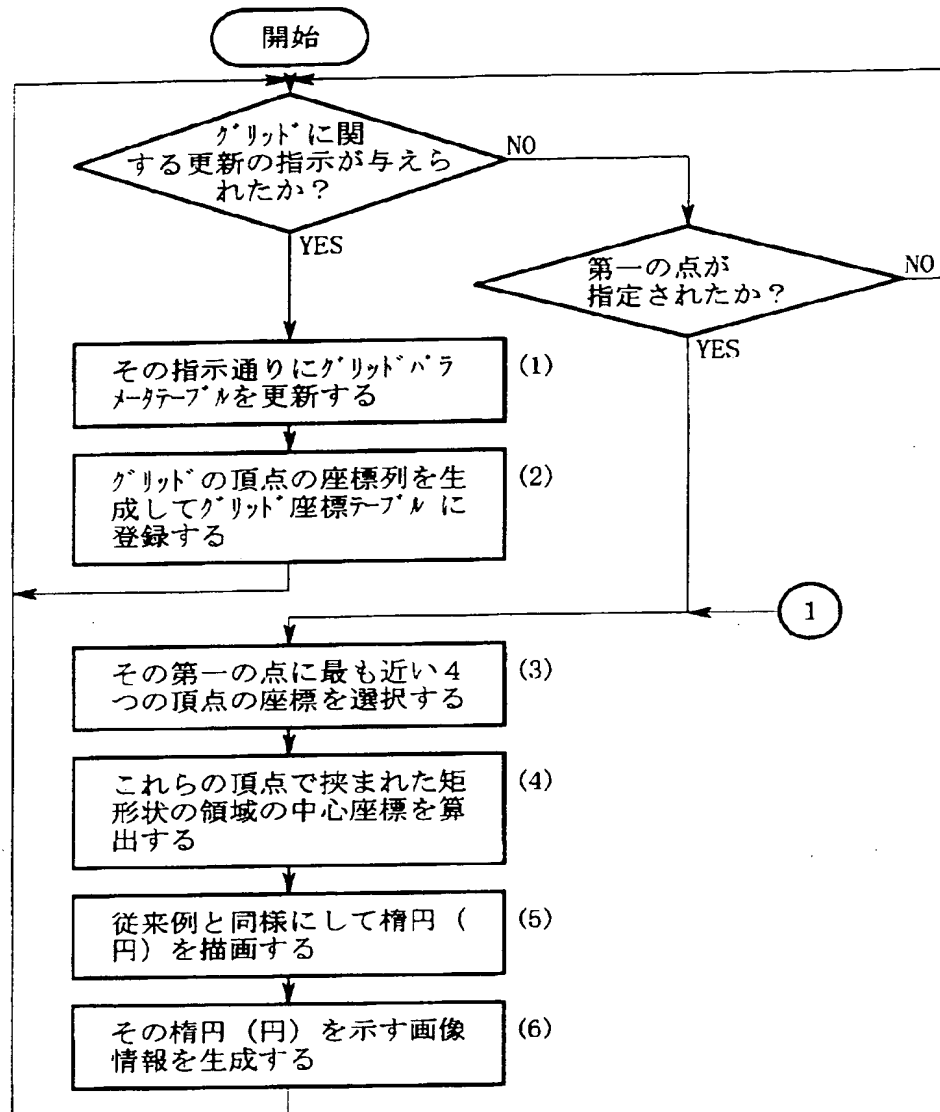 開始
グリッドに関
する更新の指示が与えら
れたか？
NO
YES
第一の点が
指定されたか？
NO
YES
その指示通りにグリッドパラ
メータテーブルを更新する
(1)
グリッドの頂点の座標列を生
成してグリッド座標テーブルに
登録する
(2)
1
その第一の点に最も近い４
つの頂点の座標を選択する
(3)
これらの頂点で挟まれた矩
形状の領域の中心座標を算
出する
(4)
従来例と同様にして楕円（
円）を描画する
(5)
その楕円（円）を示す画像
情報を生成する
(6)